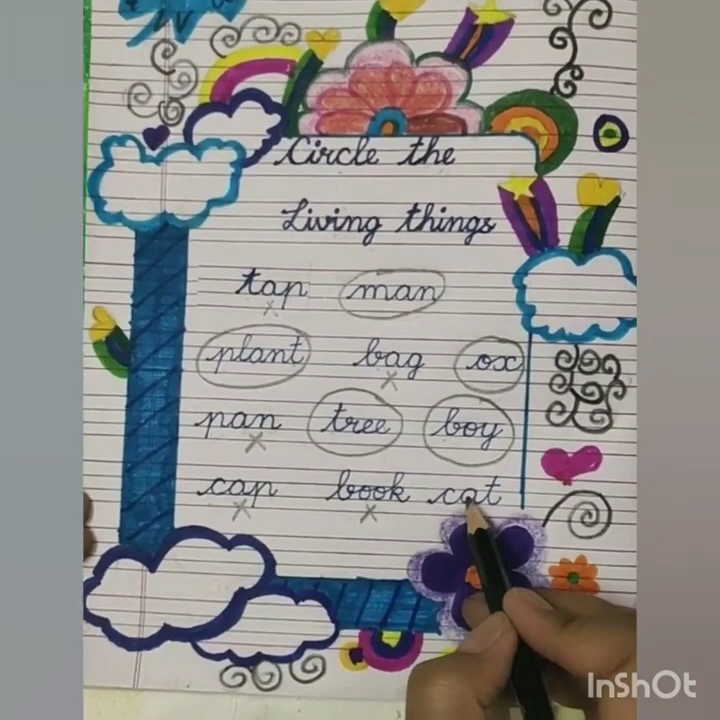 Circle the
Living things
tap man
plant bag ox
pan tree boy
cap book cat
InShOt